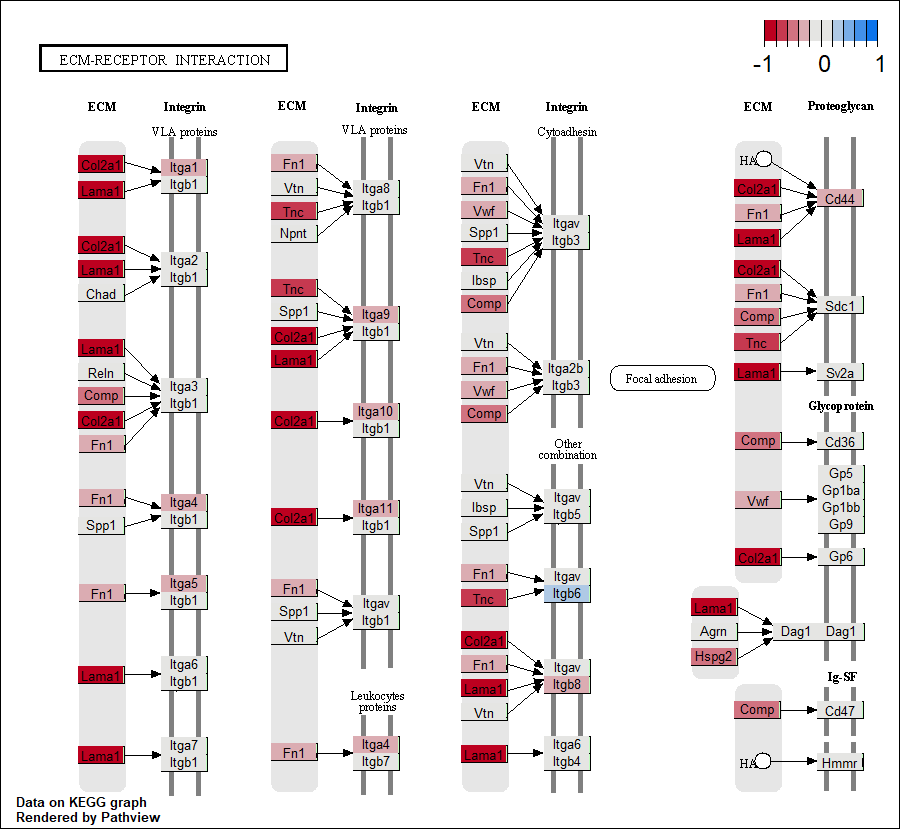 ECM-RECEPTOR INTERACTION
-1 0 1
ECM Integrin
VLA proteins
Col2a1 Itga1
Lama1 Itgb1
Col2a1 Itga2
Lama1 Itgb1
Chad
Lama1
Reln Itga3
Comp Itgb1
Col2a1
Fn1
Fn1 Itga4
Spp1 Itgb1
Fn1 Itga5
Itgb1
Lama1 Itga6
Itgb1
Lama1 Itga7
Itgb1
ECM Integrin
VLA proteins
Fn1
Vtn Itga8
Tnc Itgb1
Npnt
Tnc
Spp1 Itga9
Col2a1 Itgb1
Lama1
Col2a1 Itga10
Itgb1
Col2a1 Itga11
Itgb1
Fn1
Spp1 Itgav
Vtn Itgb1
Leukocytes
proteins
Fn1 Itga4
Itgb7
ECM Integrin
Cytoadhesin
Vtn
Fn1
Vwf Itgav
Spp1 Itgb3
Tnc
Ibsp
Comp
Vtn
Fn1 Itga2b
Vwf Itgb3
Comp
Other
combination
Vtn Itgav
Ibsp Itgb5
Spp1
Fn1 Itgav
Tnc Itgb6
Col2a1
Fn1 Itgav
Lama1 Itgb8
Vtn
Lama1 Itga6
Itgb4
Focal adhesion
ECM Proteoglycan
HA
Col2a1 Cd44
Fn1
Lama1
Col2a1
Fn1 Sdc1
Comp
Tnc
Lama1 Sv2a
Glycoprotein
Comp Cd36
Gp5
Vwf Gp1ba
Gp1bb
Gp9
Col2a1 Gp6
Lama1
Agrn Dag1 Dag1
Hspg2
Ig-SF
Comp Cd47
HA Hmmr
Data on KEGG graph
Rendered by Pathview